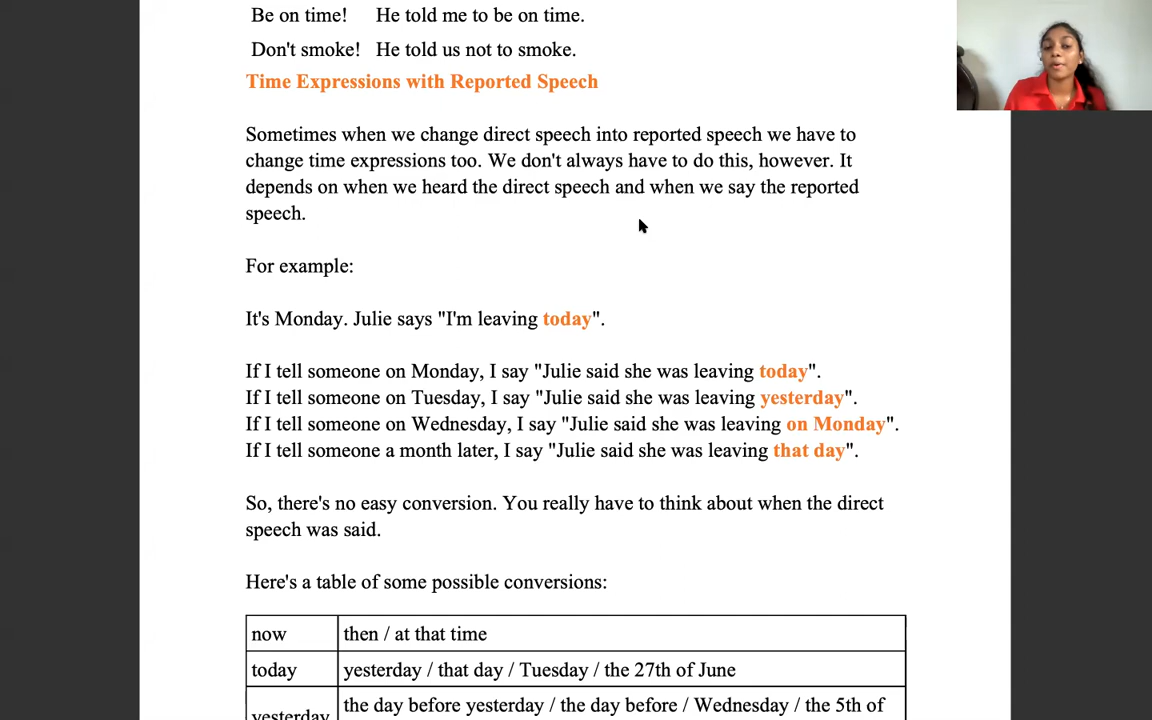 Be on time! He told me to be on time.
Don't smoke! He told us not to smoke.
Time Expressions with Reported Speech
Sometimes when we change direct speech into reported speech we have to
change time expressions too. We don't always have to do this, however. It
depends on when we heard the direct speech and when we say the reported
speech.
For example:
It's Monday. Julie says "I'm leaving today".
If I tell someone on Monday, I say "Julie said she was leaving today".
If I tell someone on Tuesday, I say "Julie said she was leaving yesterday".
If I tell someone on Wednesday, I say "Julie said she was leaving on Monday".
If I tell someone a month later, I say "Julie said she was leaving that day".
So, there's no easy conversion. You really have to think about when the direct
speech was said.
Here's a table of some possible conversions:
now then / at that time
today yesterday / that day / Tuesday / the 27th of June
yesterday the day before yesterday / the day before / Wednesday / the 5th of